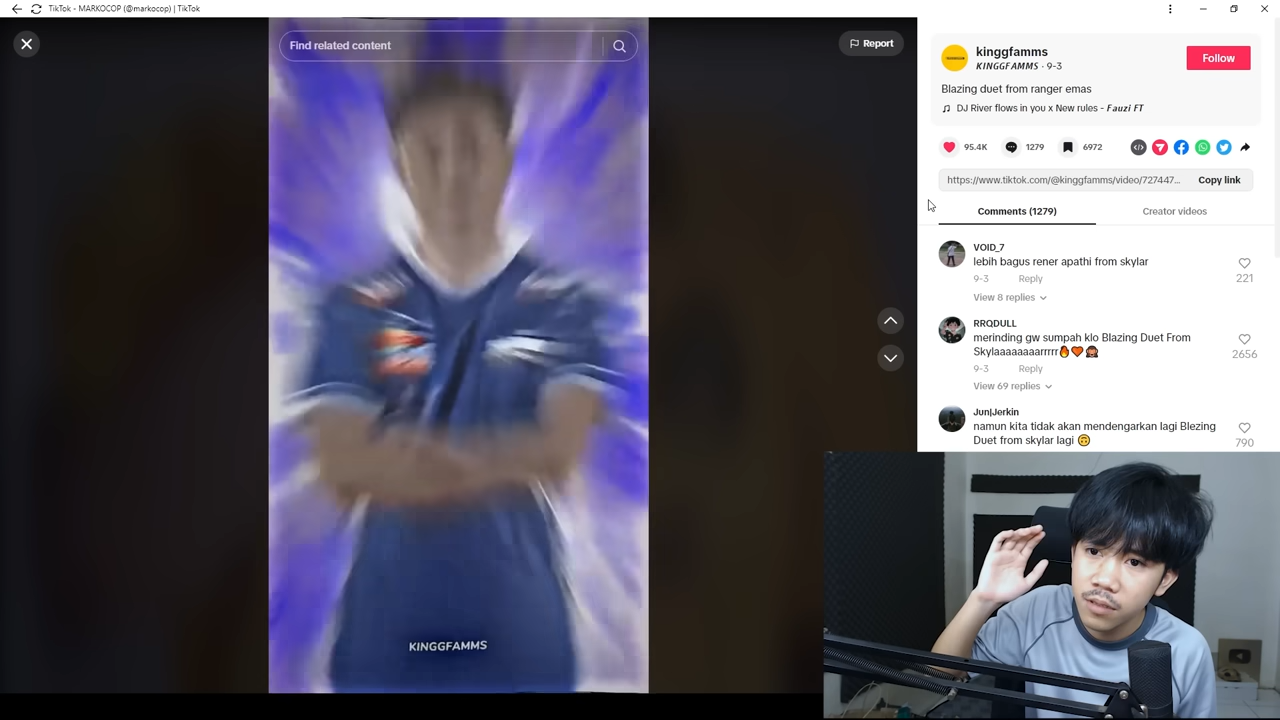 TikTok - MARKOCOP (@markocop) | TikTok
Find related content
Report
KINGGFAMMS
kinggfamms
KINGGFAMMS · 9-3
Follow
Blazing duet from ranger emas
DJ River flows in you x New rules - Fauzi FT
95.4K
1279
6972
https://www.tiktok.com/@kinggfamms/video/727447...
Copy link
Comments (1279)
Creator videos
VOID_7
lebih bagus rener apathi from skylar
9-3
Reply
221
View 8 replies
RRQDULL
merinding gw sumpah klo Blazing Duet From
Skylaaaaaaaarrrrr🔥❤️
9-3
Reply
2656
View 69 replies
Jun|Jerkin
namun kita tidak akan mendengarkan lagi Blezing
Duet from skylar lagi 🙃
790